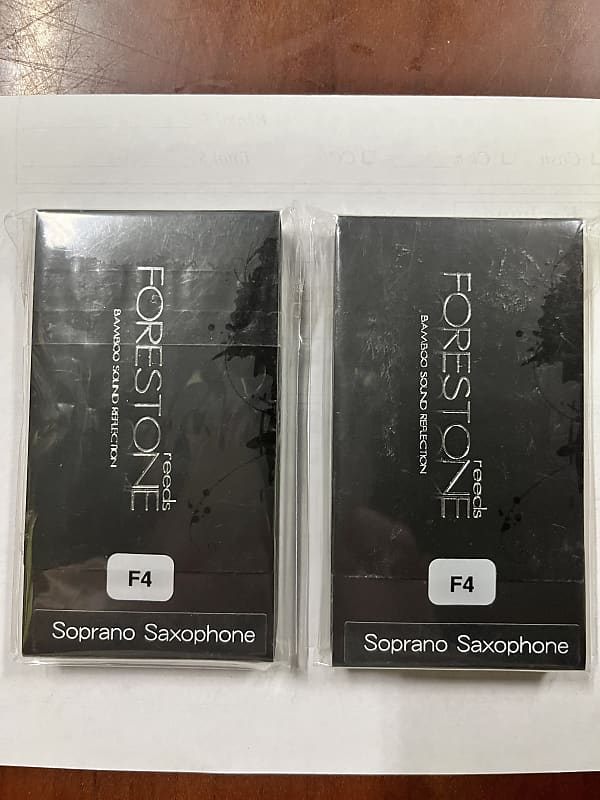 FORESTONE
reeds
BAMBOO SOUND REFLECTION
F4
Soprano Saxophone
FORESTONE
reeds
BAMBOO SOUND REFLECTION
F4
Soprano Saxophone